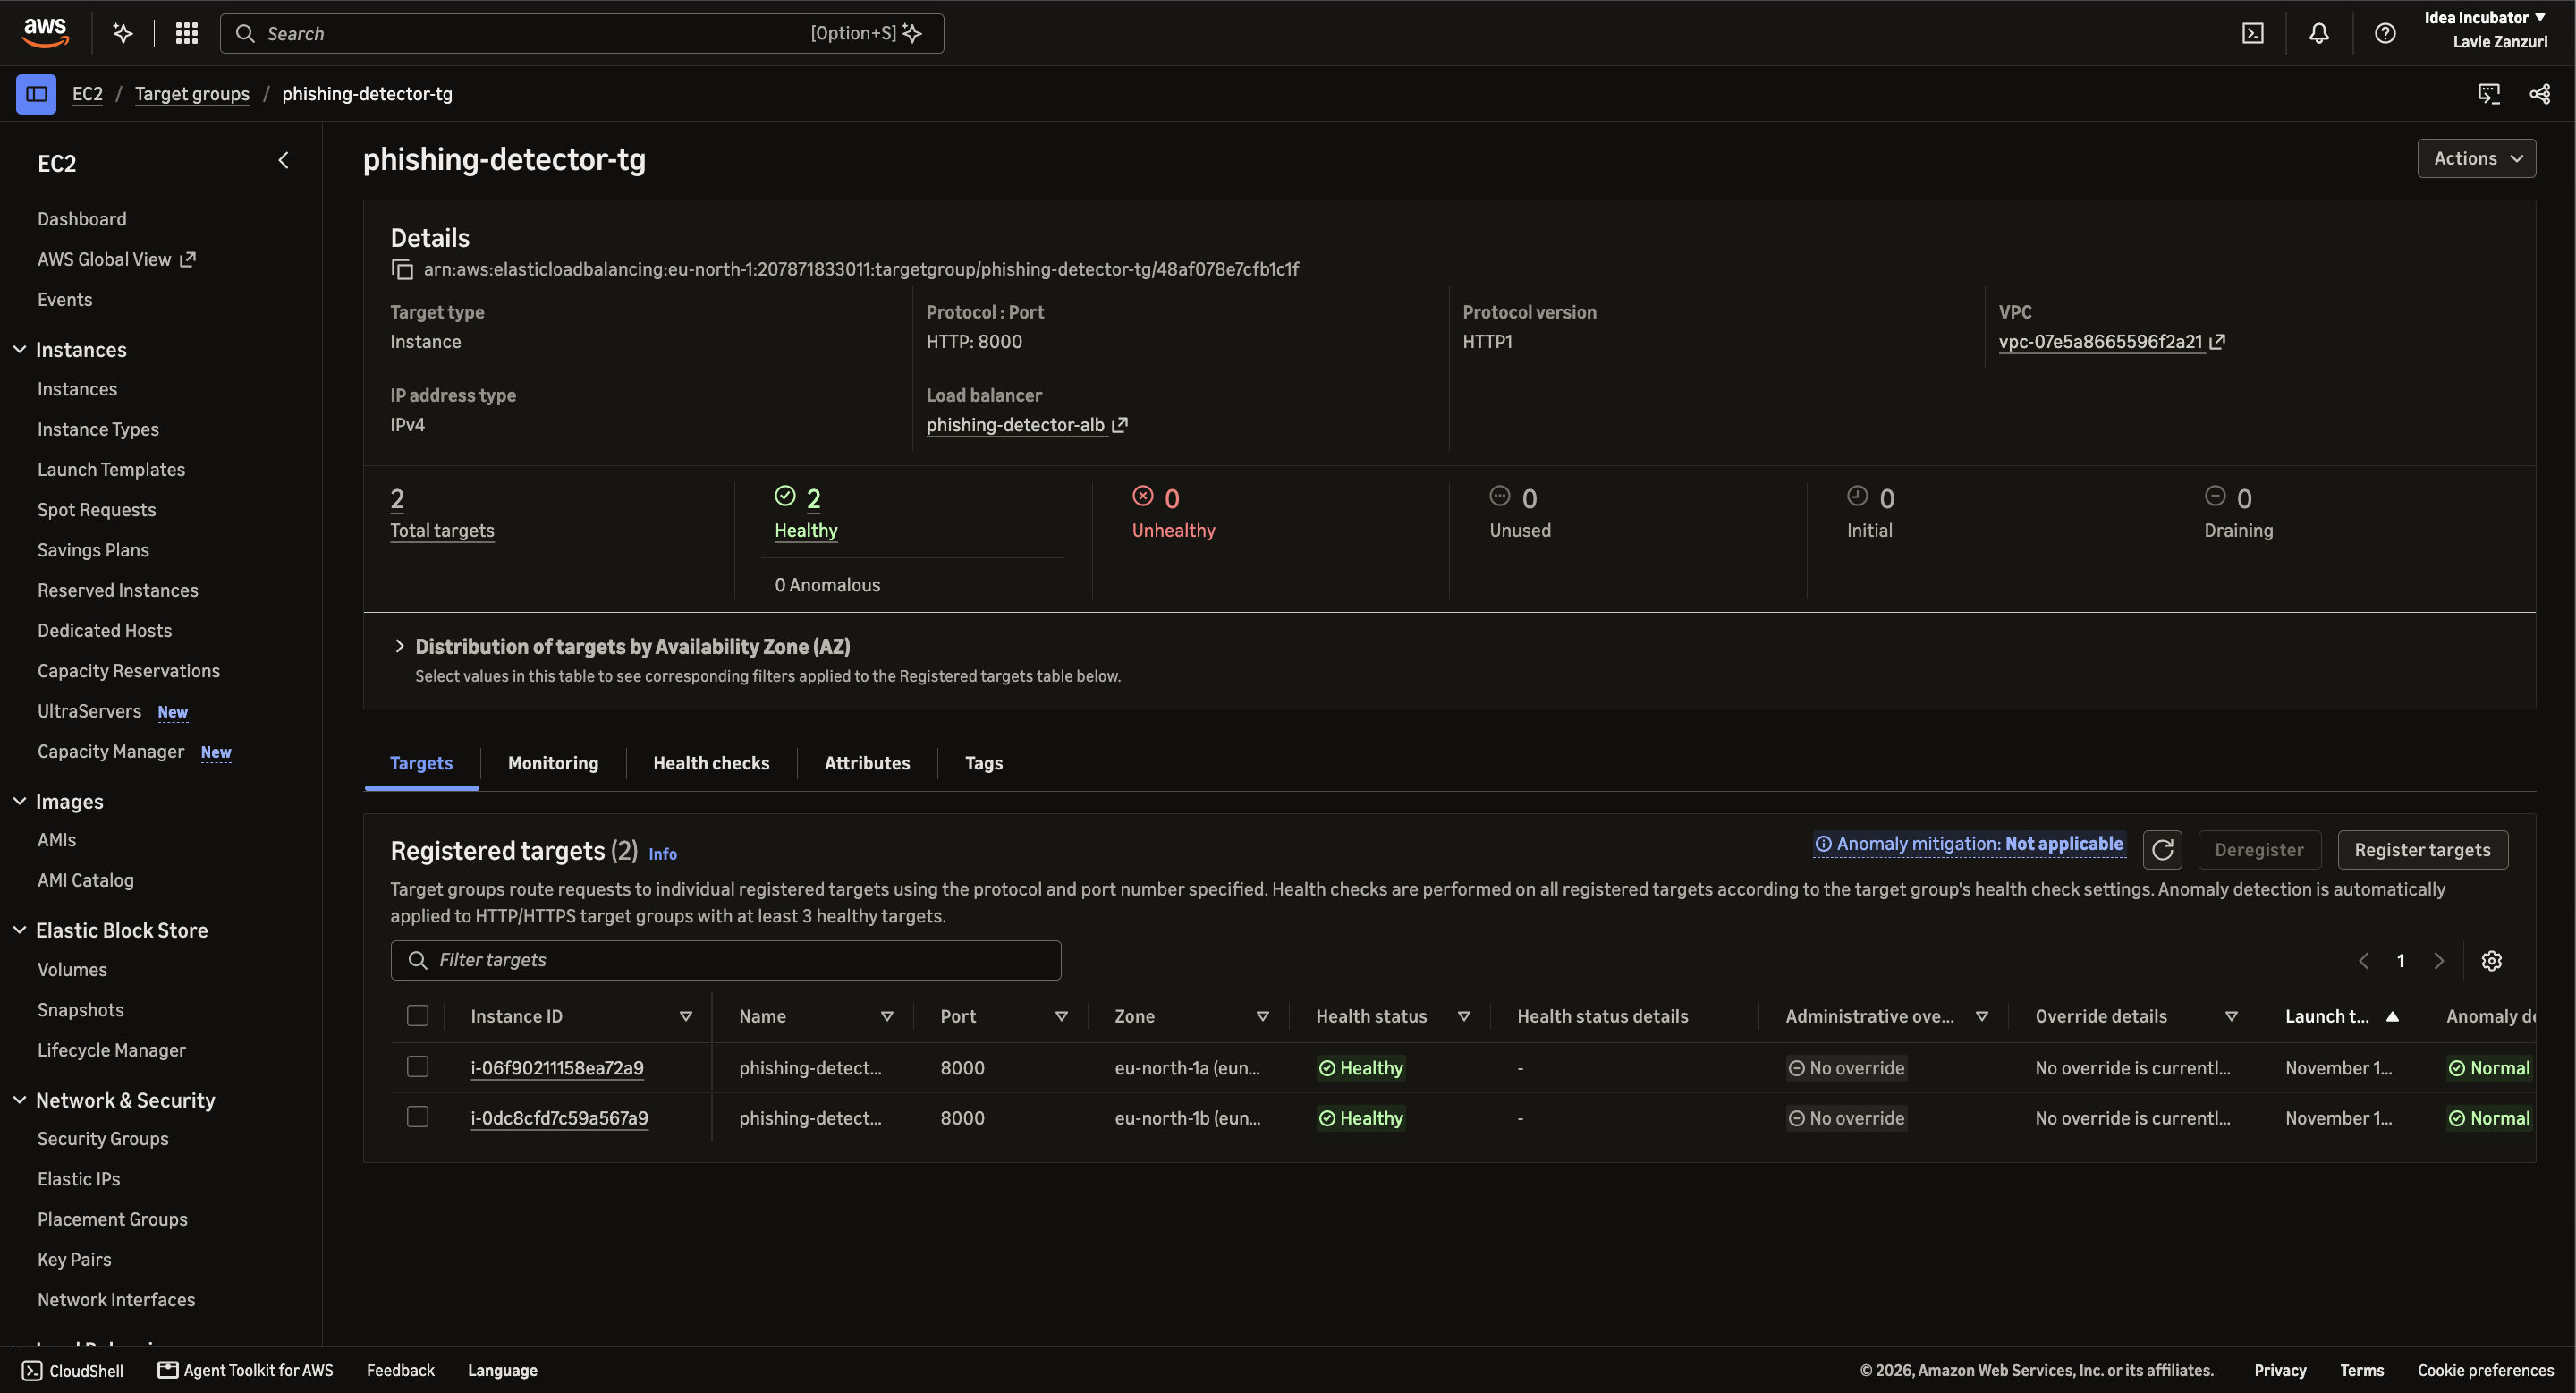 aws
Search [Option+S]
Idea Incubator
Lavie Zanzuri
EC2 / Target groups / phishing-detector-tg
EC2
Dashboard
AWS Global View
Events
Instances
Instances
Instance Types
Launch Templates
Spot Requests
Savings Plans
Reserved Instances
Dedicated Hosts
Capacity Reservations
UltraServers New
Capacity Manager New
Images
AMIs
AMI Catalog
Elastic Block Store
Volumes
Snapshots
Lifecycle Manager
Network & Security
Security Groups
Elastic IPs
Placement Groups
Key Pairs
Network Interfaces
phishing-detector-tg
Actions
Details
arn:aws:elasticloadbalancing:eu-north-1:207871833011:targetgroup/phishing-detector-tg/48af078e7cfb1c1f
Target type
Instance
Protocol : Port
HTTP: 8000
Protocol version
HTTP1
VPC
vpc-07e5a8665596f2a21
IP address type
IPv4
Load balancer
phishing-detector-alb
2
Total targets
2
Healthy
0 Anomalous
0
Unhealthy
0
Unused
0
Initial
0
Draining
Distribution of targets by Availability Zone (AZ)
Select values in this table to see corresponding filters applied to the Registered targets table below.
Targets Monitoring Health checks Attributes Tags
Registered targets (2) Info
Anomaly mitigation: Not applicable
Deregister
Register targets
Target groups route requests to individual registered targets using the protocol and port number specified. Health checks are performed on all registered targets according to the target group's health check settings. Anomaly detection is automatically
applied to HTTP/HTTPS target groups with at least 3 healthy targets.
Filter targets
1
Instance ID Name Port Zone Health status Health status details Administrative ove... Override details Launch t... Anomaly de
i-06f90211158ea72a9 phishing-detect... 8000 eu-north-1a (eun... Healthy - No override No override is currentl... November 1... Normal
i-0dc8cfd7c59a567a9 phishing-detect... 8000 eu-north-1b (eun... Healthy - No override No override is currentl... November 1... Normal
CloudShell Agent Toolkit for AWS Feedback Language
© 2026, Amazon Web Services, Inc. or its affiliates. Privacy Terms Cookie preferences